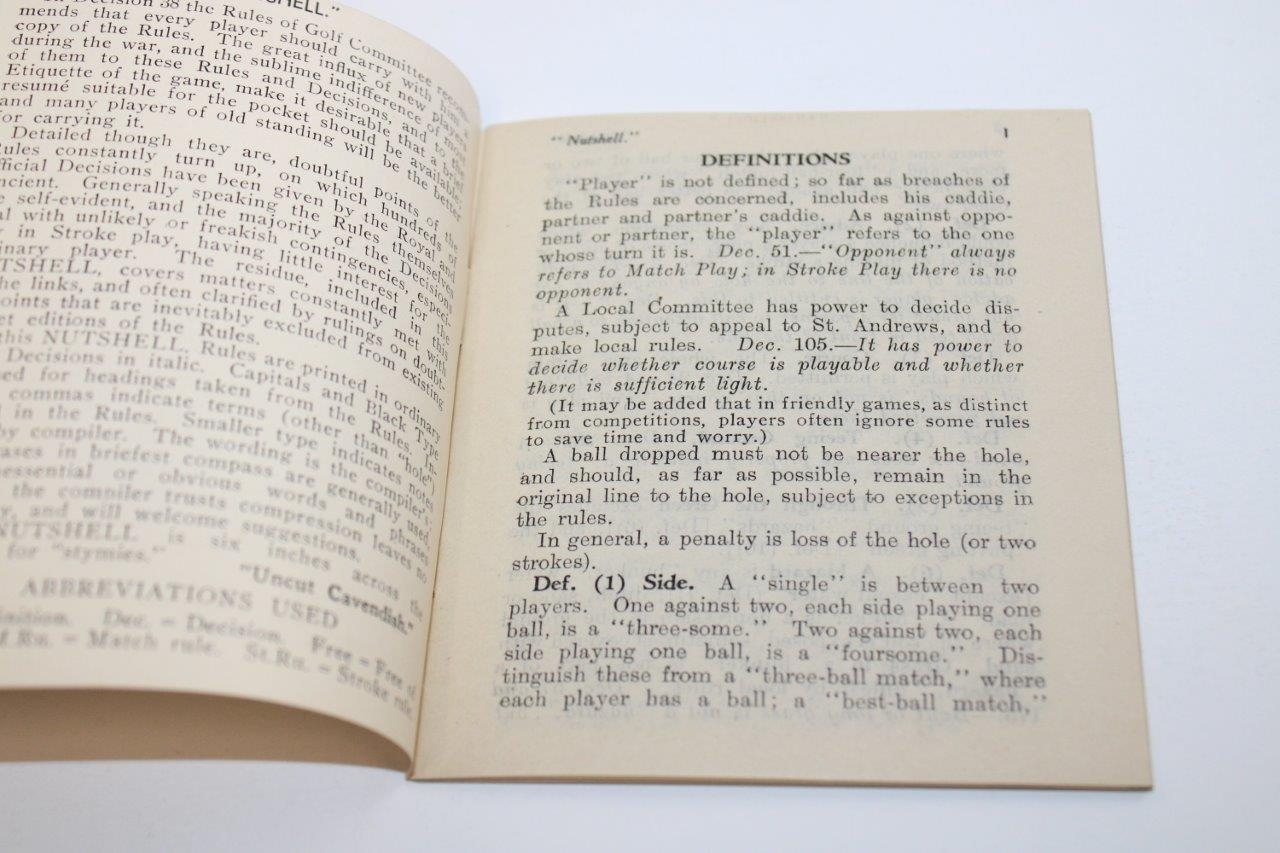 SHELL."
In Decision 38 the Rules of Golf Committee recom-
mends that every player should carry with him a
copy of the Rules. The great influx of new players
during the war, and the sublime indifference of most
of them to these Rules and Decisions, and to the
Etiquette of the game, make it desirable that a brief
resumé suitable for the pocket should be available,
and many players of old standing will be the better
for carrying it.
Detailed though they are, doubtful points of the
Rules constantly turn up, on which hundreds of
Official Decisions have been given by the Royal and
Ancient. Generally speaking the Rules themselves
self-evident, and the majority of the Decisions
with unlikely or freakish contingencies, especi-
in Stroke play, having little interest for the
player. The residue, included in this
NUTSHELL, covers matters constantly met with
the links, and often clarified by rulings on doubt-
points that are inevitably excluded from existing
editions of the Rules.
this NUTSHELL, Rules are printed in ordinary
Decisions in italic. Capitals and Black Type
for headings taken from the Rules. In-
commas indicate terms (other than "hole")
in the Rules. Smaller type indicates notes
by compiler. The wording is the compiler's:
in briefest compass are generally used,
or obvious words and phrases
the compiler trusts compression leaves no
and will welcome suggestions.
NUTSHELL is six inches across the
for "stymies."
"Uncut Cavendish."
ABBREVIATIONS USED
Dec. = Decision. Free = Free of
= Match rule. St.Ru. = Stroke rule
"Nutshell." 1
DEFINITIONS
"Player" is not defined; so far as breaches of
the Rules are concerned, includes his caddie,
partner and partner's caddie. As against oppo-
nent or partner, the "player" refers to the one
whose turn it is. Dec. 51.—"Opponent" always
refers to Match Play; in Stroke Play there is no
opponent.
A Local Committee has power to decide dis-
putes, subject to appeal to St. Andrews, and to
make local rules. Dec. 105.—It has power to
decide whether course is playable and whether
there is sufficient light.
(It may be added that in friendly games, as distinct
from competitions, players often ignore some rules
to save time and worry.)
A ball dropped must not be nearer the hole,
and should, as far as possible, remain in the
original line to the hole, subject to exceptions in
the rules.
In general, a penalty is loss of the hole (or two
strokes).
Def. (1) Side. A "single" is between two
players. One against two, each side playing one
ball, is a "three-some." Two against two, each
side playing one ball, is a "foursome." Dis-
tinguish these from a "three-ball match," where
each player has a ball; a "best-ball match,"